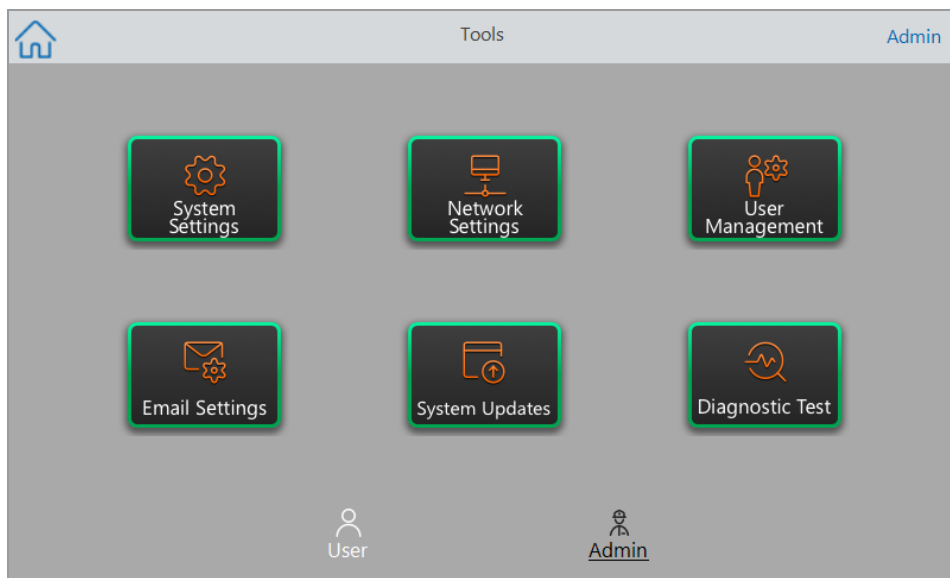 Tools
Admin
System
Settings
Network
Settings
User
Management
Email Settings
System Updates
Diagnostic Test
User
Admin